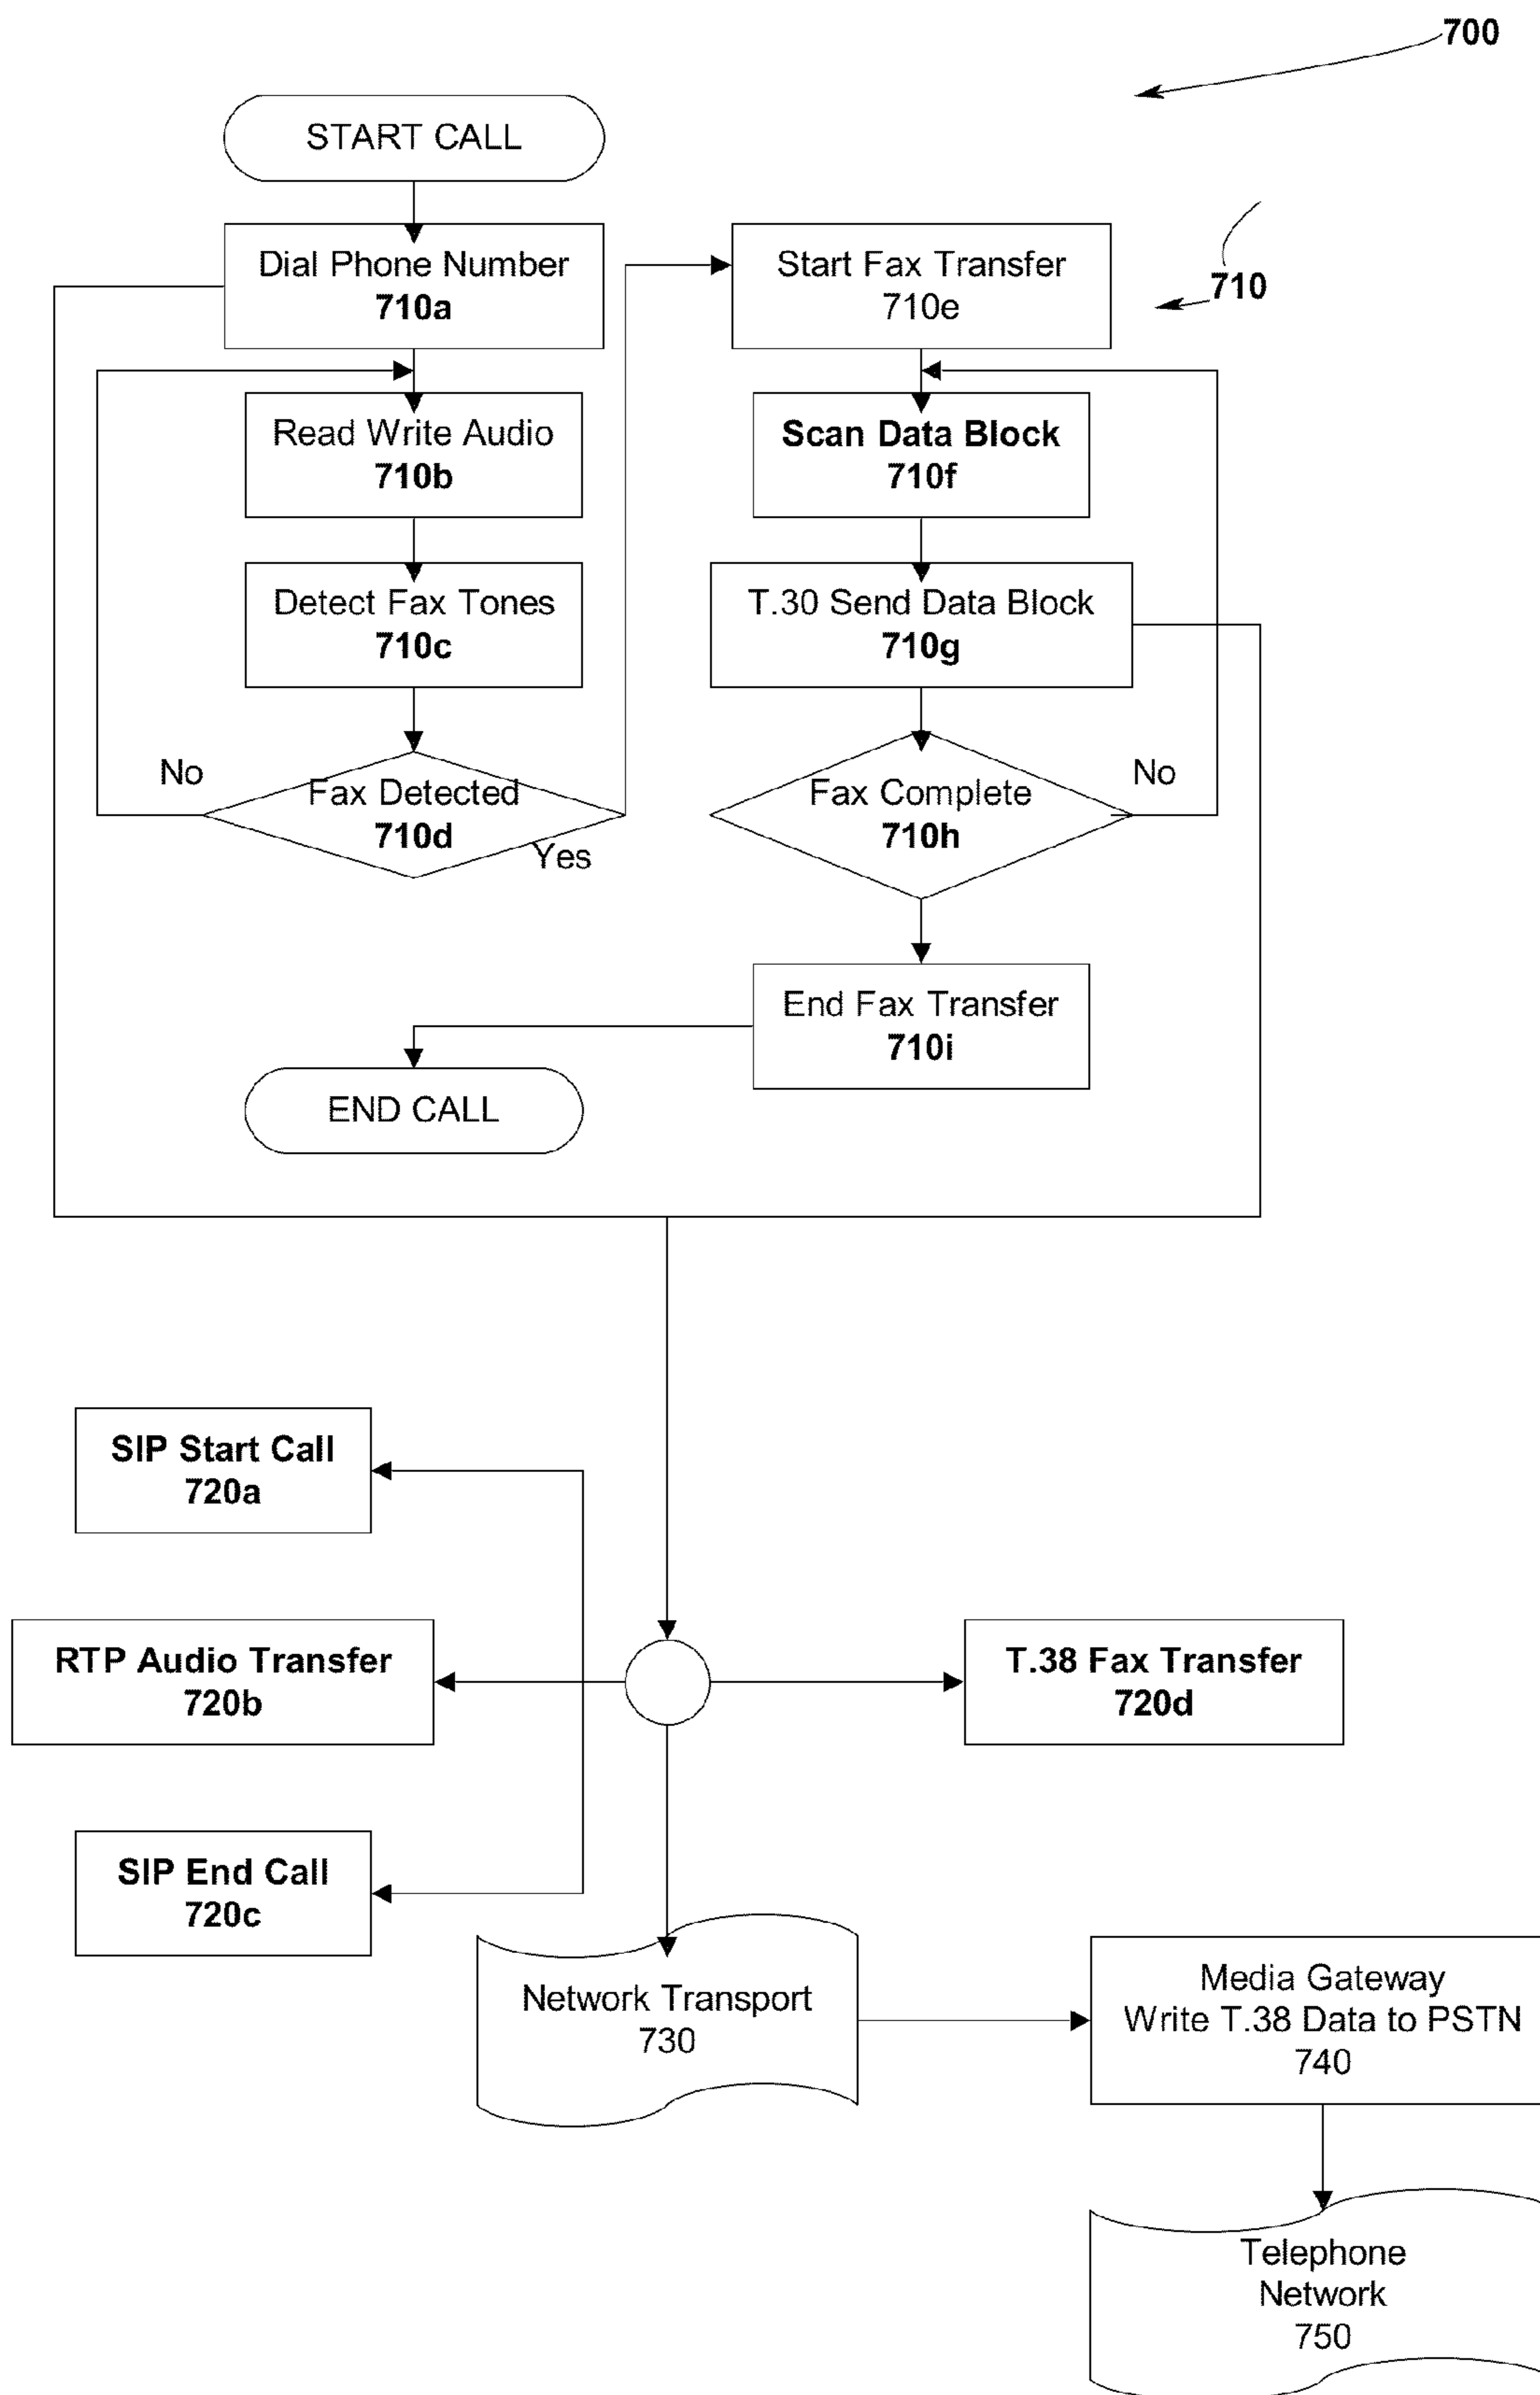 700
START CALL
Dial Phone Number
710a
Start Fax Transfer
710e
710
Read Write Audio
710b
Scan Data Block
710f
Detect Fax Tones
710c
T.30 Send Data Block
710g
No
Fax Detected
710d
Yes
Fax Complete
710h
No
End Fax Transfer
710i
END CALL
SIP Start Call
720a
RTP Audio Transfer
720b
T.38 Fax Transfer
720d
SIP End Call
720c
Network Transport
730
Media Gateway
Write T.38 Data to PSTN
740
Telephone
Network
750